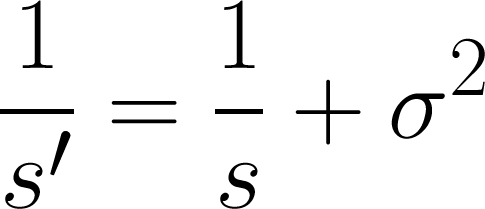 1/s′ = 1/s + σ²